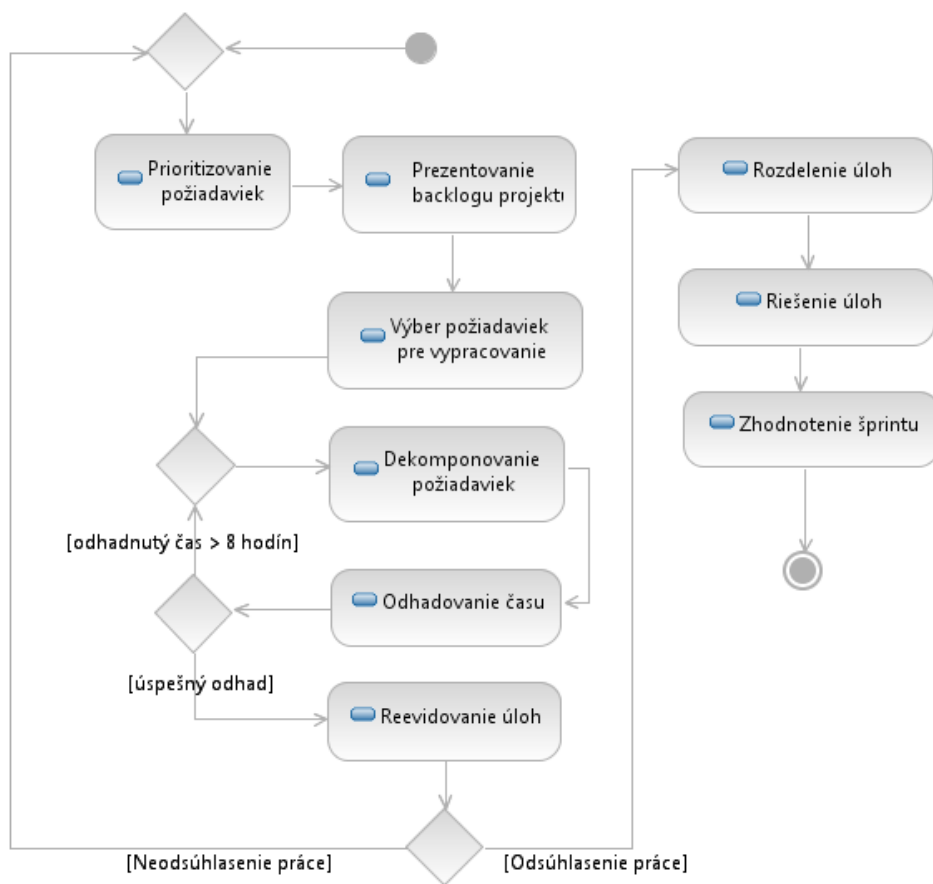 Prioritizovanie
požiadaviek
Prezentovanie
backlogu projektu
Výber požiadaviek
pre vypracovanie
Dekomponovanie
požiadaviek
[odhadnutý čas > 8 hodín]
Odhadovanie času
[úspešný odhad]
Reevidovanie úloh
[Neodsúhlasenie práce]
[Odsúhlasenie práce]
Rozdelenie úloh
Riešenie úloh
Zhodnotenie šprintu